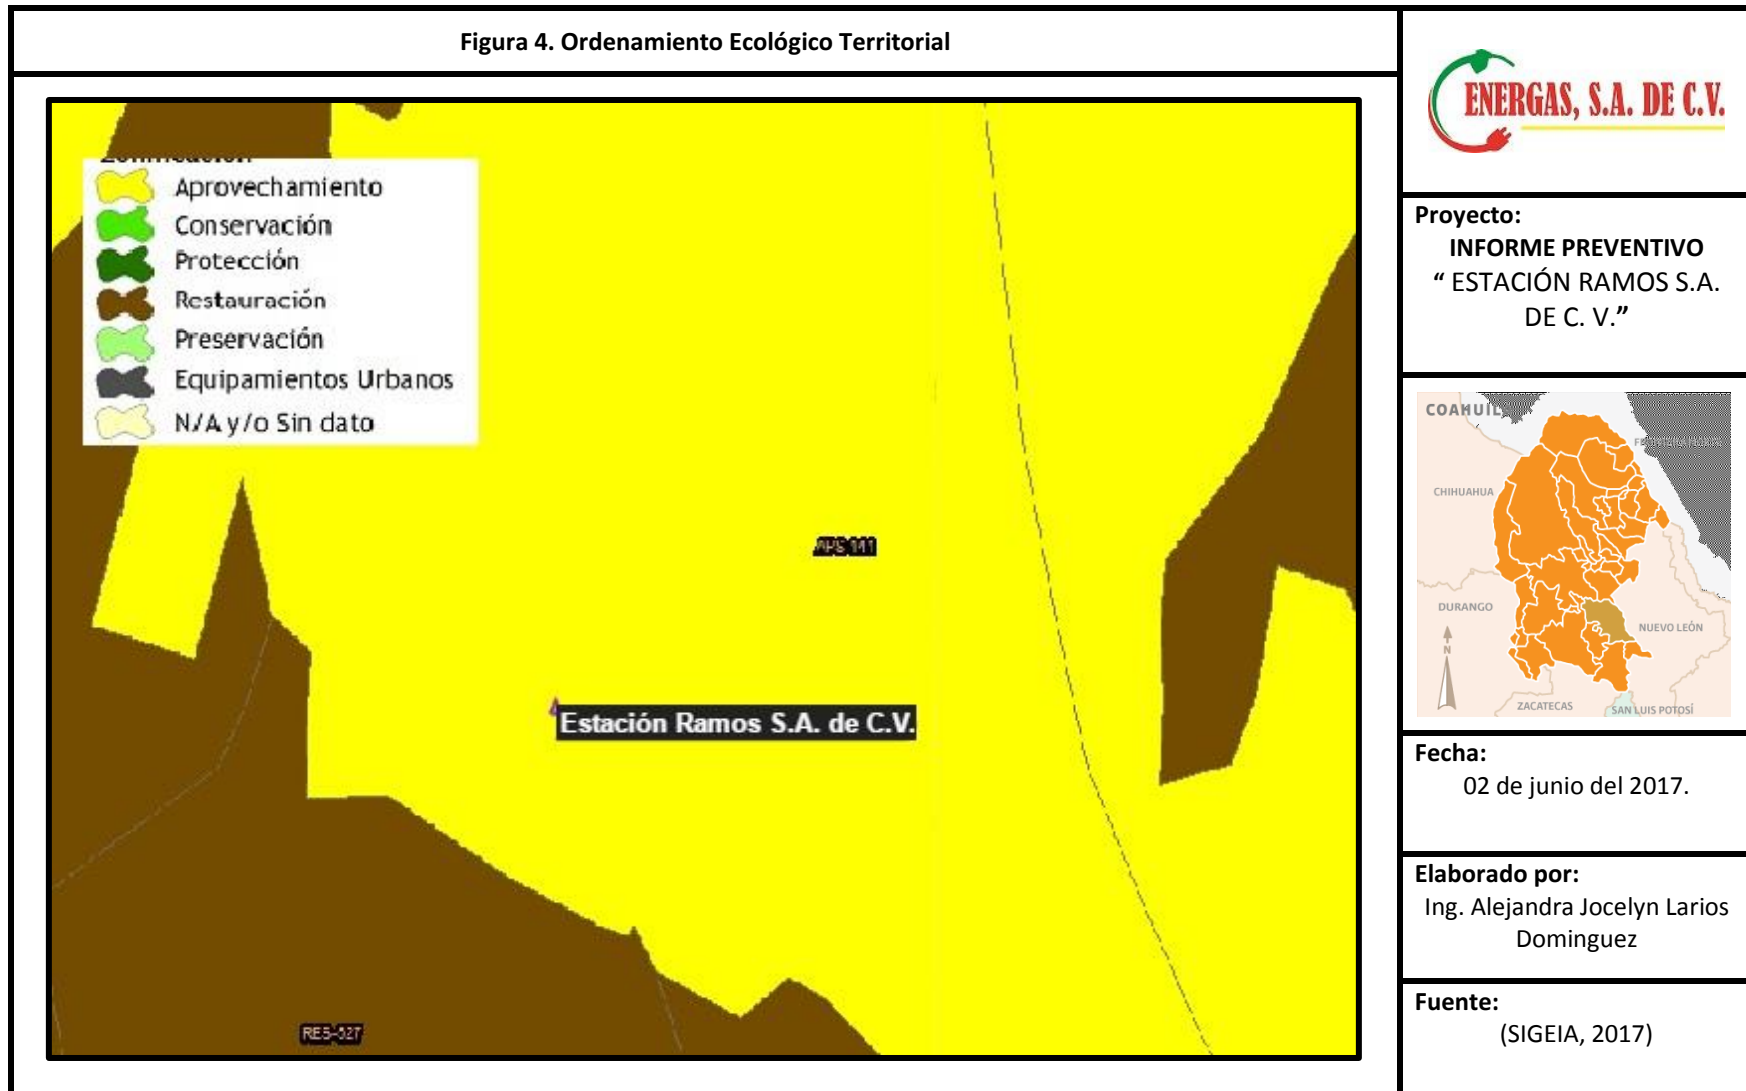 Figura 4. Ordenamiento Ecológico Territorial
Aprovechamiento
Conservación
Protección
Restauración
Preservación
Equipamientos Urbanos
N/A y/o Sin dato
Estación Ramos S.A. de C.V.
RES-527
ENERGAS, S.A. DE C.V.
Proyecto:
INFORME PREVENTIVO
“ ESTACIÓN RAMOS S.A.
DE C. V.”
CHIHUAHUA
DURANGO
NUEVO LEÓN
N
ZACATECAS
SAN LUIS POTOSÍ
Fecha:
02 de junio del 2017.
Elaborado por:
Ing. Alejandra Jocelyn Larios
Dominguez
Fuente:
(SIGEIA, 2017)